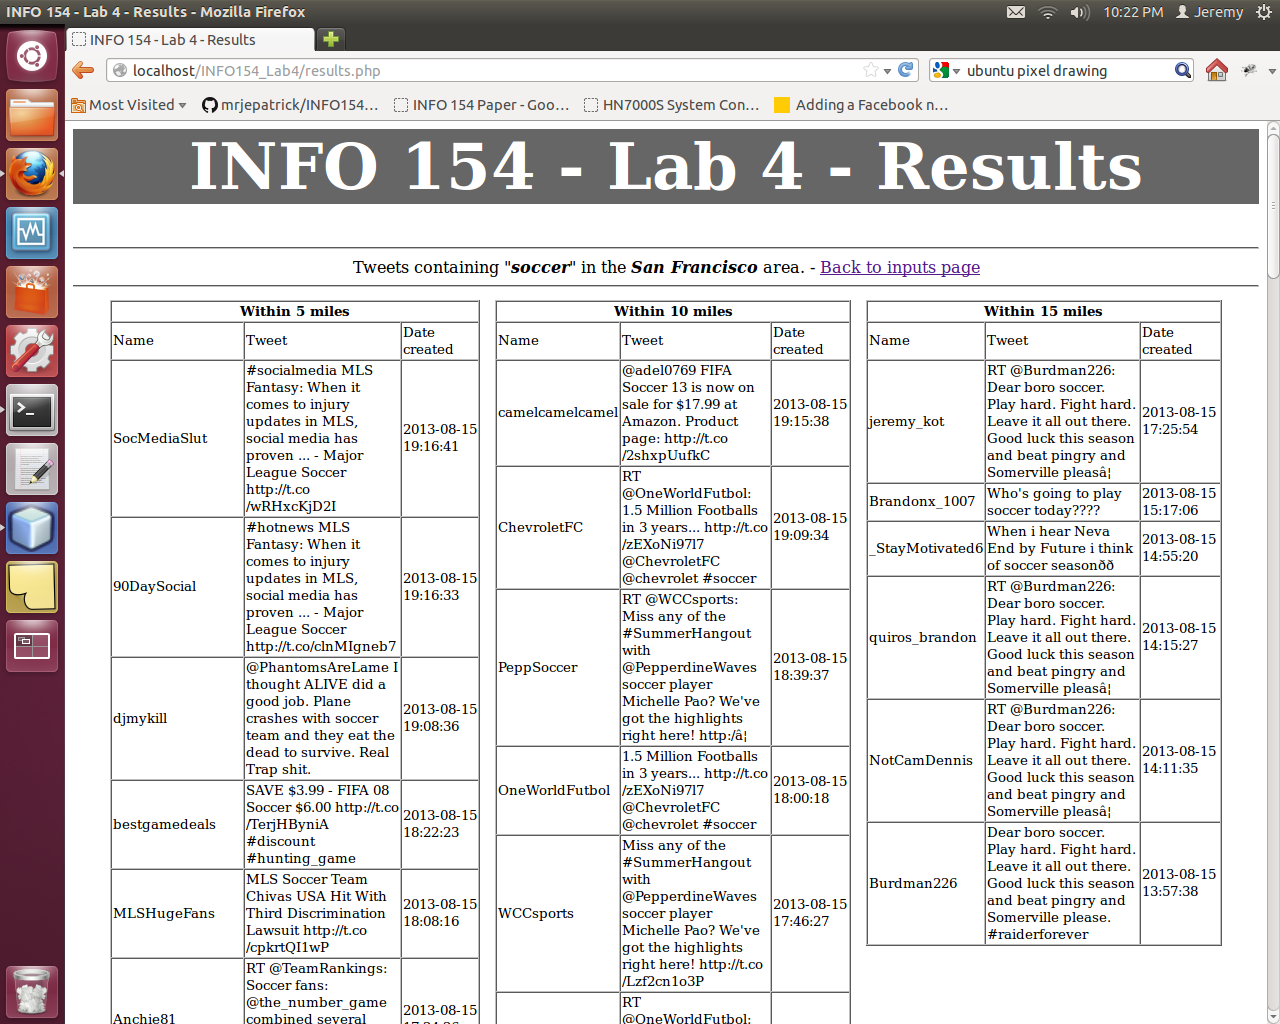 INFO 154 - Lab 4 - Results - Mozilla Firefox
10:22 PM Jeremy
INFO 154 - Lab 4 - Results
localhost/INFO154_Lab4/results.php
ubuntu pixel drawing
Most Visited
mrjepatrick/INFO154...
INFO 154 Paper - Goo...
HN7000S System Con...
Adding a Facebook n...
INFO 154 - Lab 4 - Results
Tweets containing "soccer" in the San Francisco area. - Back to inputs page
Within 5 miles
Name
Tweet
Date
created
SocMediaSlut
#socialmedia MLS
Fantasy: When it
comes to injury
updates in MLS,
social media has
proven ... - Major
League Soccer
http://t.co
/wRHxcKjD2I
2013-08-15
19:16:41
90DaySocial
#hotnews MLS
Fantasy: When it
comes to injury
updates in MLS,
social media has
proven ... - Major
League Soccer
http://t.co/clnMIgneb7
2013-08-15
19:16:33
djmykill
@PhantomsAreLame I
thought ALIVE did a
good job. Plane
crashes with soccer
team and they eat the
dead to survive. Real
Trap shit.
2013-08-15
19:08:36
bestgamedeals
SAVE $3.99 - FIFA 08
Soccer $6.00 http://t.co
/TerjHByniA
#discount
#hunting_game
2013-08-15
18:22:23
MLSHugeFans
MLS Soccer Team
Chivas USA Hit With
Third Discrimination
Lawsuit http://t.co
/cpkrtQI1wP
2013-08-15
18:08:16
Anchie81
RT @TeamRankings:
Soccer fans:
@the_number_game
combined several
2013-08-15
Within 10 miles
Name
Tweet
Date
created
camelcamelcamel
@adel0769 FIFA
Soccer 13 is now on
sale for $17.99 at
Amazon. Product
page: http://t.co
/2shxpUufkC
2013-08-15
19:15:38
ChevroletFC
RT
@OneWorldFutbol:
1.5 Million Footballs
in 3 years... http://t.co
/zEXoNi97l7
@ChevroletFC
@chevrolet #soccer
2013-08-15
19:09:34
PeppSoccer
RT @WCCsports:
Miss any of the
#SummerHangout
with
@PepperdineWaves
soccer player
Michelle Pao? We've
got the highlights
right here! http:/â¦
2013-08-15
18:39:37
OneWorldFutbol
1.5 Million Footballs
in 3 years... http://t.co
/zEXoNi97l7
@ChevroletFC
@chevrolet #soccer
2013-08-15
18:00:18
WCCsports
Miss any of the
#SummerHangout
with
@PepperdineWaves
soccer player
Michelle Pao? We've
got the highlights
right here! http://t.co
/Lzf2cn1o3P
2013-08-15
17:46:27
RT
@OneWorldFutbol:
Within 15 miles
Name
Tweet
Date
created
jeremy_kot
RT @Burdman226:
Dear boro soccer.
Play hard. Fight hard.
Leave it all out there.
Good luck this season
and beat pingry and
Somerville pleasâ¦
2013-08-15
17:25:54
Brandonx_1007
Who's going to play
soccer today????
2013-08-15
15:17:06
_StayMotivated6
When i hear Neva
End by Future i think
of soccer seasonðð
2013-08-15
14:55:20
quiros_brandon
RT @Burdman226:
Dear boro soccer.
Play hard. Fight hard.
Leave it all out there.
Good luck this season
and beat pingry and
Somerville pleasâ¦
2013-08-15
14:15:27
NotCamDennis
RT @Burdman226:
Dear boro soccer.
Play hard. Fight hard.
Leave it all out there.
Good luck this season
and beat pingry and
Somerville pleasâ¦
2013-08-15
14:11:35
Burdman226
Dear boro soccer.
Play hard. Fight hard.
Leave it all out there.
Good luck this season
and beat pingry and
Somerville please.
#raiderforever
2013-08-15
13:57:38